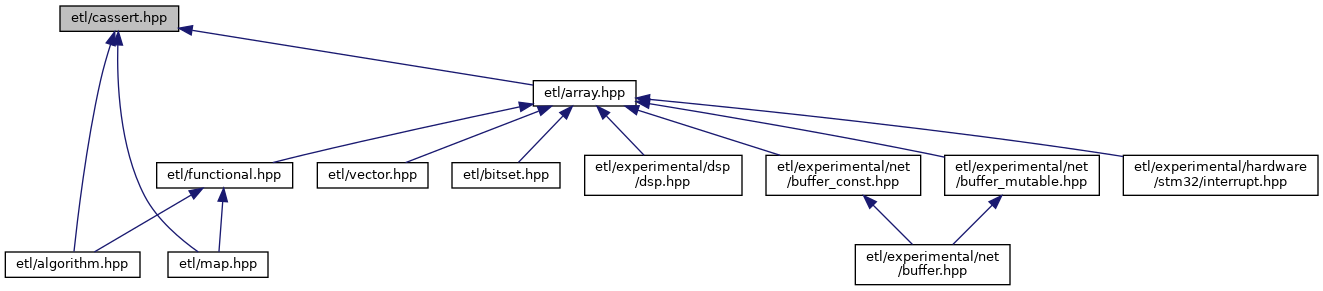 etl/cassert.hpp
etl/array.hpp
etl/functional.hpp
etl/vector.hpp
etl/bitset.hpp
etl/experimental/dsp
/dsp.hpp
etl/experimental/net
/buffer_const.hpp
etl/experimental/net
/buffer_mutable.hpp
etl/experimental/hardware
/stm32/interrupt.hpp
etl/algorithm.hpp
etl/map.hpp
etl/experimental/net
/buffer.hpp